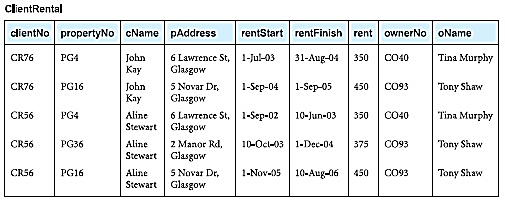 ClientRental
clientNo propertyNo cName pAddress rentStart rentFinish rent ownerNo oName
CR76 PG4 John Kay 6 Lawrence St, Glasgow 1-Jul-03 31-Aug-04 350 CO40 Tina Murphy
CR76 PG16 John Kay 5 Novar Dr, Glasgow 1-Sep-04 1-Sep-05 450 CO93 Tony Shaw
CR56 PG4 Aline Stewart 6 Lawrence St, Glasgow 1-Sep-02 10-Jun-03 350 CO40 Tina Murphy
CR56 PG36 Aline Stewart 2 Manor Rd, Glasgow 10-Oct-03 1-Dec-04 375 CO93 Tony Shaw
CR56 PG16 Aline Stewart 5 Novar Dr, Glasgow 1-Nov-05 10-Aug-06 450 CO93 Tony Shaw